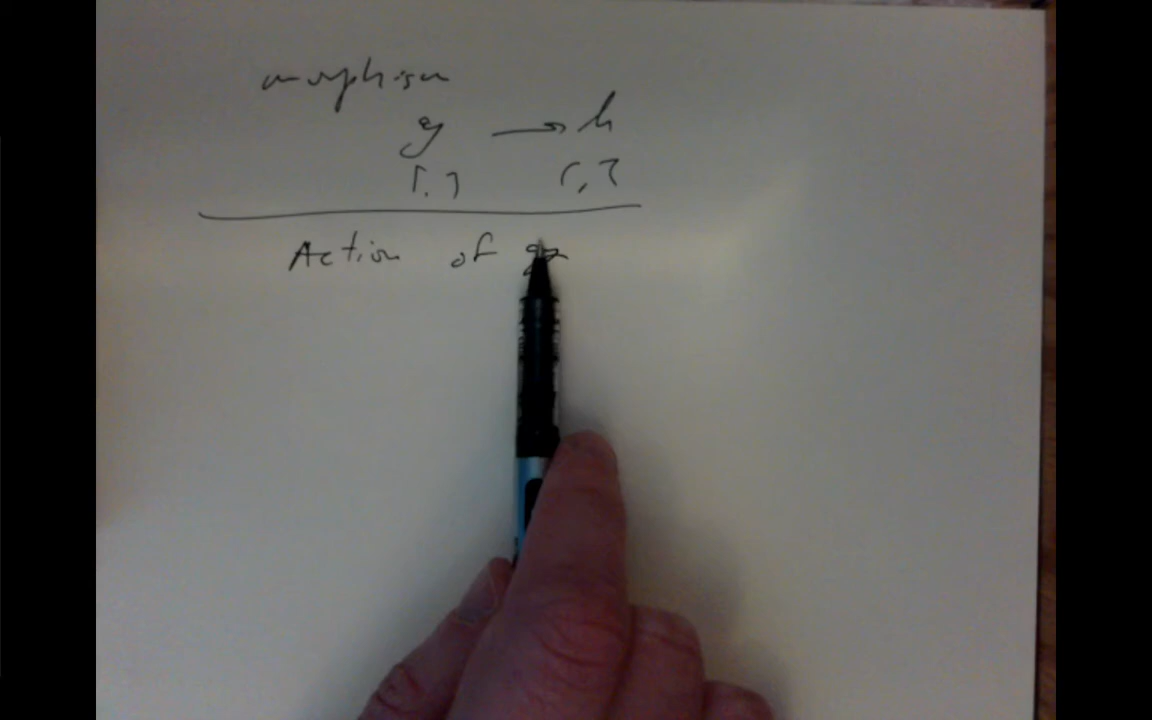 morphism
g → h
[,] [,]
Action of g